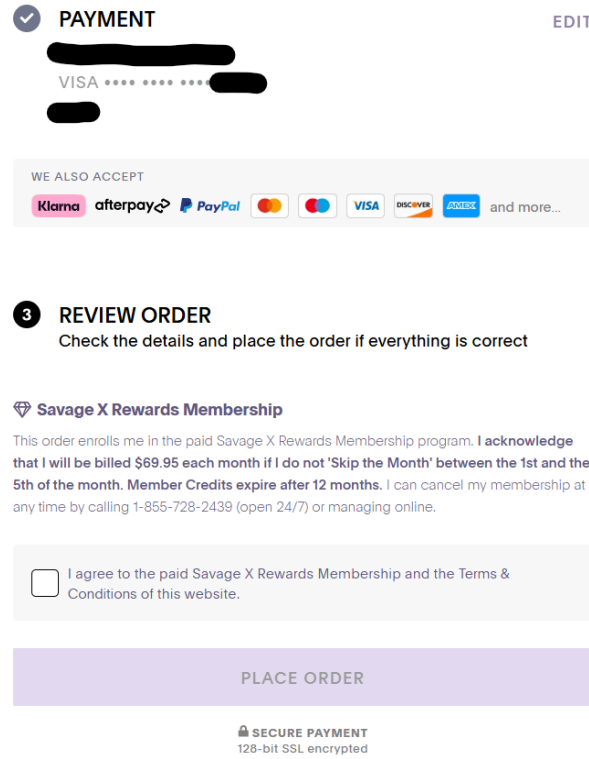 PAYMENT
EDIT
VISA •••• •••• ••••
WE ALSO ACCEPT
Klarna afterpay PayPal VISA DISCOVER AMEX and more...
3 REVIEW ORDER
Check the details and place the order if everything is correct
Savage X Rewards Membership
This order enrolls me in the paid Savage X Rewards Membership program. I acknowledge
that I will be billed $69.95 each month if I do not 'Skip the Month' between the 1st and the
5th of the month. Member Credits expire after 12 months. I can cancel my membership at
any time by calling 1-855-728-2439 (open 24/7) or managing online.
I agree to the paid Savage X Rewards Membership and the Terms &
Conditions of this website.
PLACE ORDER
SECURE PAYMENT
128-bit SSL encrypted